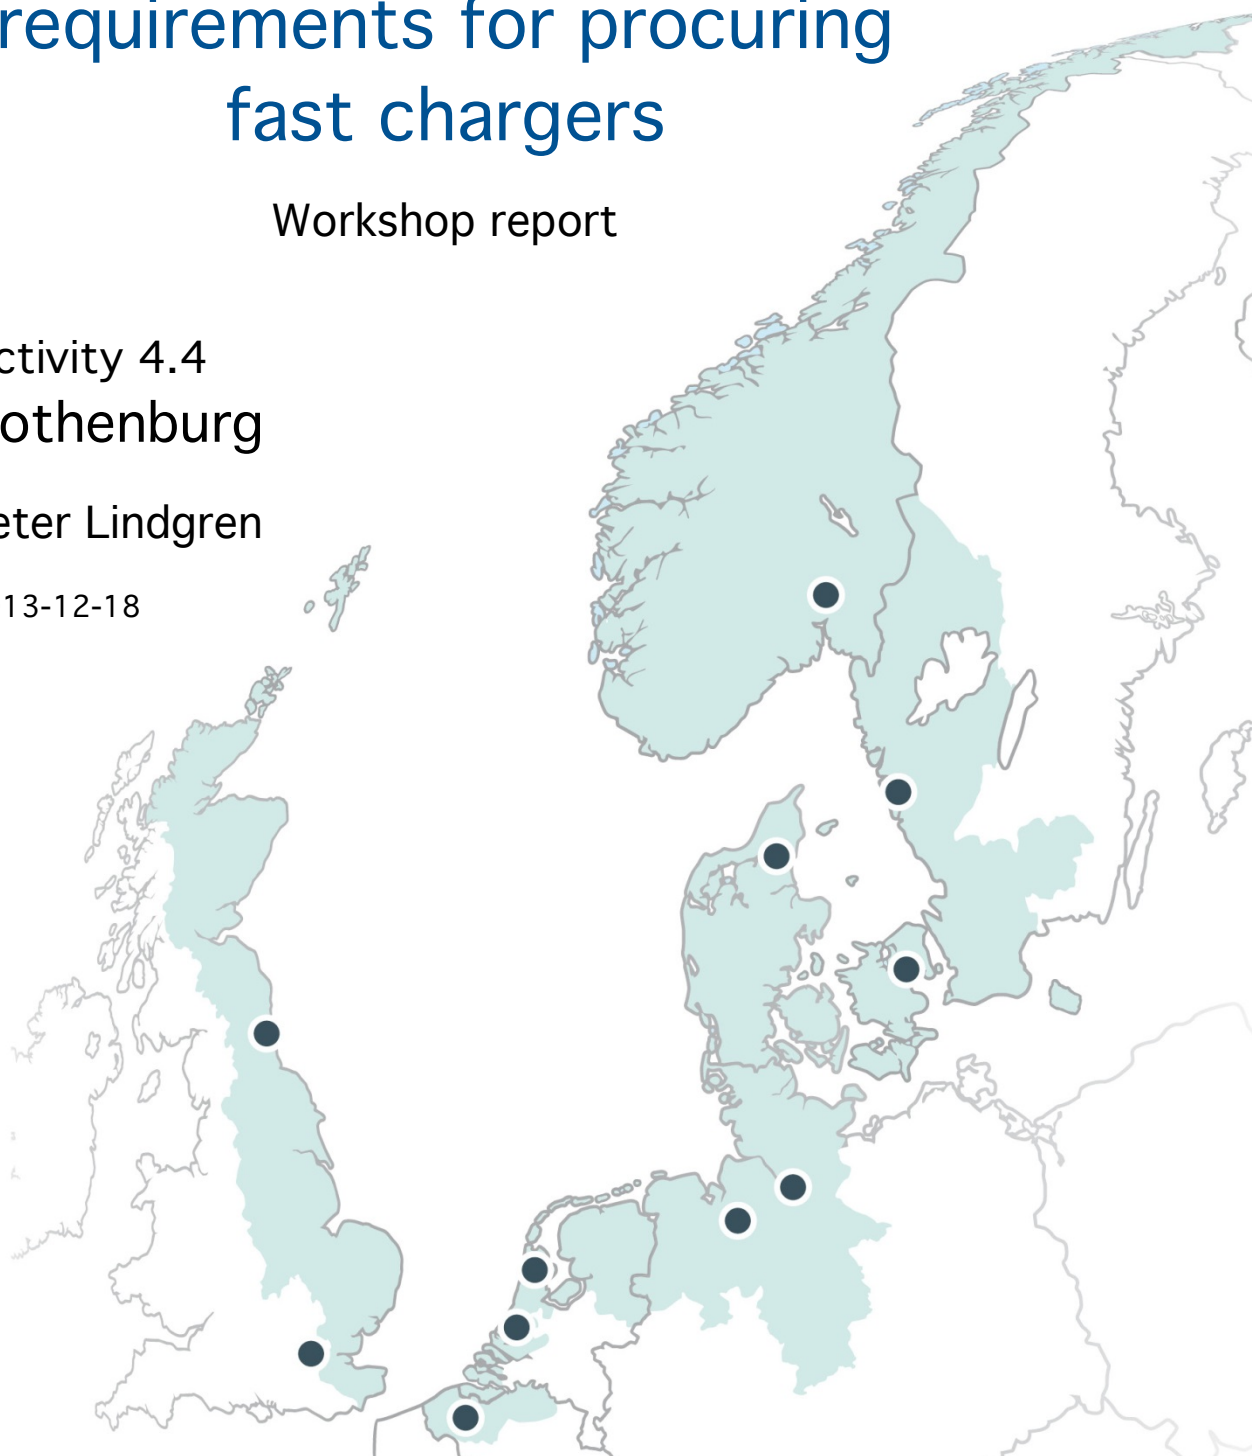 requirements for procuring
fast chargers
Workshop report
ctivity 4.4
othenburg
eter Lindgren
13-12-18